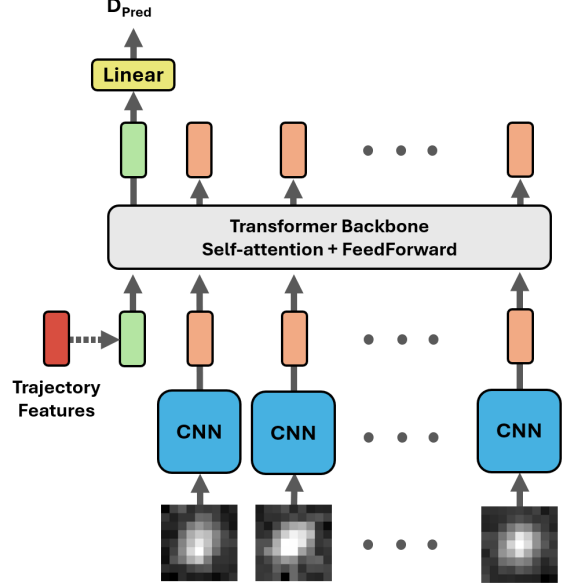 D_Pred
Linear
Transformer Backbone
Self-attention + FeedForward
Trajectory
Features
CNN
CNN
CNN